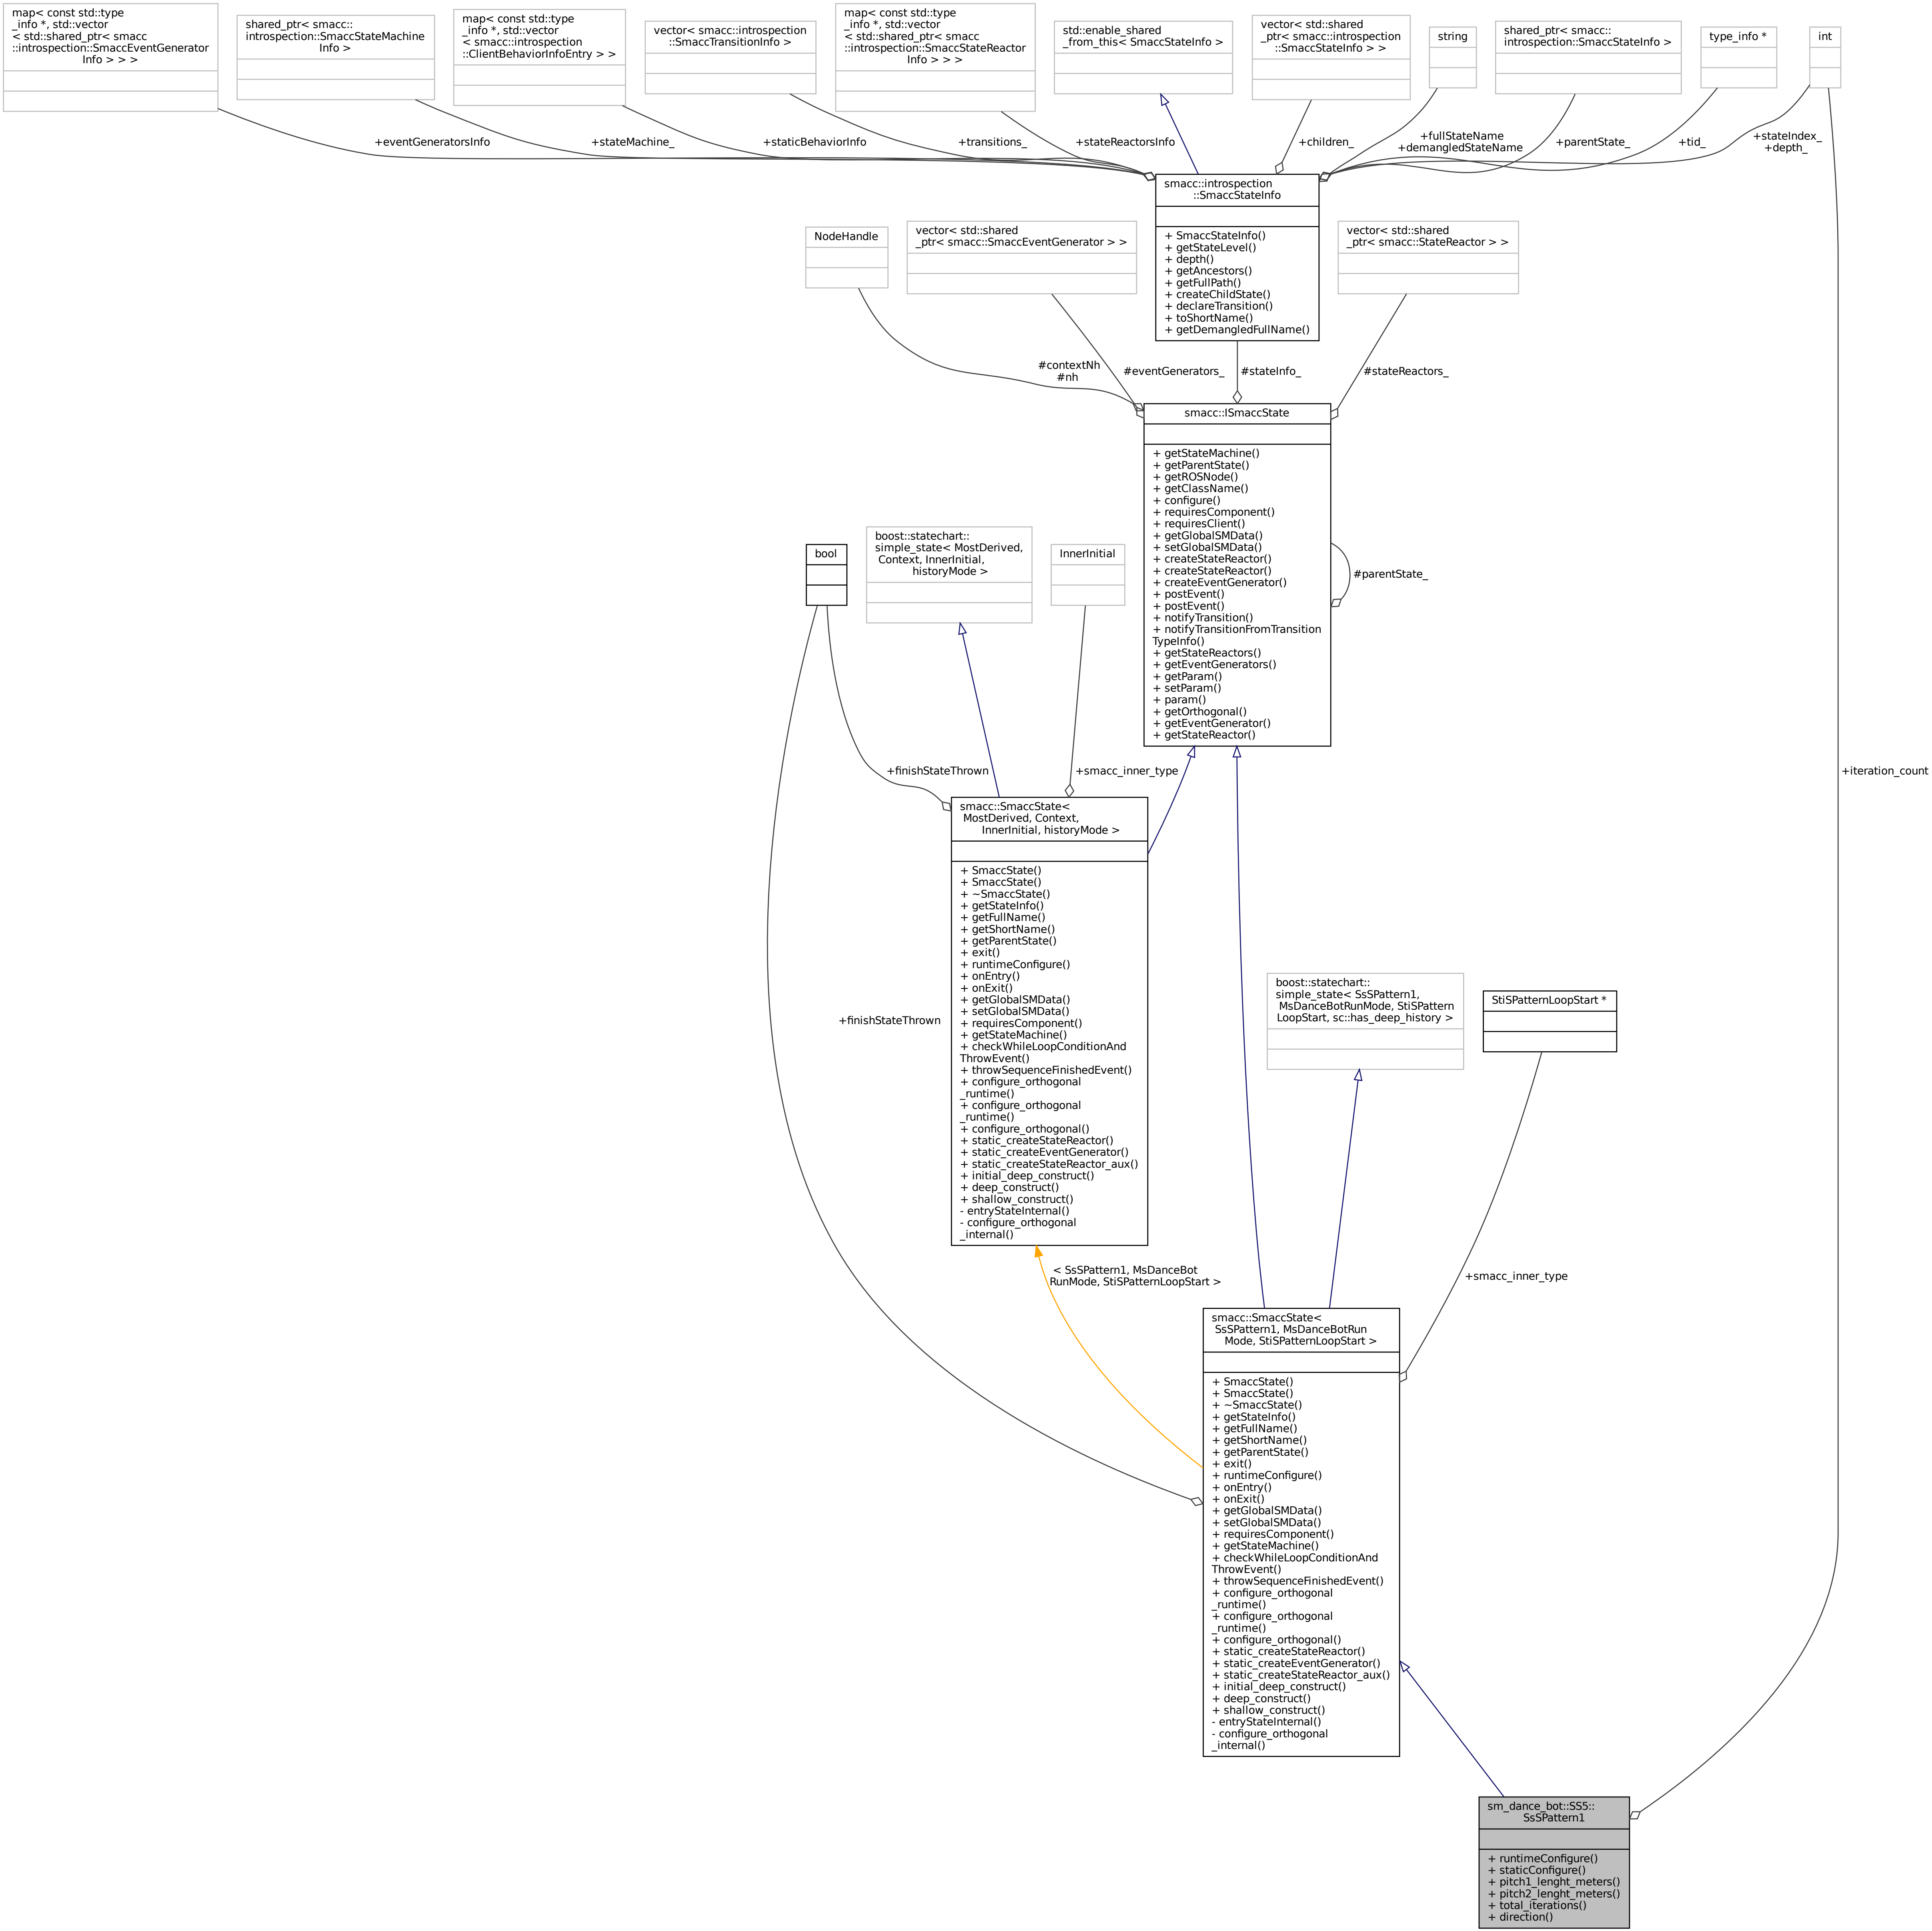 map< const std::type
_info *, std::vector
< std::shared_ptr< smacc
::introspection::SmaccEventGenerator
Info > > >
shared_ptr< smacc::
introspection::SmaccStateMachine
Info >
map< const std::type
_info *, std::vector
< smacc::introspection
::ClientBehaviorInfoEntry > >
vector< smacc::introspection
::SmaccTransitionInfo >
map< const std::type
_info *, std::vector
< std::shared_ptr< smacc
::introspection::SmaccStateReactor
Info > > >
std::enable_shared
_from_this< SmaccStateInfo >
vector< std::shared
_ptr< smacc::introspection
::SmaccStateInfo > >
string
shared_ptr< smacc::
introspection::SmaccStateInfo >
type_info *
int
+eventGeneratorsInfo
+stateMachine_
+staticBehaviorInfo
+transitions_
+stateReactorsInfo
+children_
+fullStateName
+demangledStateName
+parentState_
+tid_
+stateIndex_
+depth_
smacc::introspection
::SmaccStateInfo
+ SmaccStateInfo()
+ getStateLevel()
+ depth()
+ getAncestors()
+ getFullPath()
+ createChildState()
+ declareTransition()
+ toShortName()
+ getDemangledFullName()
NodeHandle
vector< std::shared
_ptr< smacc::SmaccEventGenerator > >
vector< std::shared
_ptr< smacc::StateReactor > >
#contextNh
#nh
#eventGenerators_
#stateInfo_
#stateReactors_
smacc::ISmaccState
+ getStateMachine()
+ getParentState()
+ getROSNode()
+ getClassName()
+ configure()
+ requiresComponent()
+ requiresClient()
+ getGlobalSMData()
+ setGlobalSMData()
+ createStateReactor()
+ createStateReactor()
+ createEventGenerator()
+ postEvent()
+ postEvent()
+ notifyTransition()
+ notifyTransitionFromTransition
TypeInfo()
+ getStateReactors()
+ getEventGenerators()
+ getParam()
+ setParam()
+ param()
+ getOrthogonal()
+ getEventGenerator()
+ getStateReactor()
#parentState_
bool
boost::statechart::
simple_state< MostDerived,
Context, InnerInitial,
historyMode >
InnerInitial
+finishStateThrown
+smacc_inner_type
+iteration_count
smacc::SmaccState<
MostDerived, Context,
InnerInitial, historyMode >
+ SmaccState()
+ SmaccState()
+ ~SmaccState()
+ getStateInfo()
+ getFullName()
+ getShortName()
+ getParentState()
+ exit()
+ runtimeConfigure()
+ onEntry()
+ onExit()
+ getGlobalSMData()
+ setGlobalSMData()
+ requiresComponent()
+ getStateMachine()
+ checkWhileLoopConditionAnd
ThrowEvent()
+ throwSequenceFinishedEvent()
+ configure_orthogonal
_runtime()
+ configure_orthogonal
_runtime()
+ configure_orthogonal()
+ static_createStateReactor()
+ static_createEventGenerator()
+ static_createStateReactor_aux()
+ initial_deep_construct()
+ deep_construct()
+ shallow_construct()
- entryStateInternal()
- configure_orthogonal
_internal()
+finishStateThrown
boost::statechart::
simple_state< SsSPattern1,
MsDanceBotRunMode, StiSPattern
LoopStart, sc::has_deep_history >
StiSPatternLoopStart *
< SsSPattern1, MsDanceBot
RunMode, StiSPatternLoopStart >
+smacc_inner_type
smacc::SmaccState<
SsSPattern1, MsDanceBotRun
Mode, StiSPatternLoopStart >
+ SmaccState()
+ SmaccState()
+ ~SmaccState()
+ getStateInfo()
+ getFullName()
+ getShortName()
+ getParentState()
+ exit()
+ runtimeConfigure()
+ onEntry()
+ onExit()
+ getGlobalSMData()
+ setGlobalSMData()
+ requiresComponent()
+ getStateMachine()
+ checkWhileLoopConditionAnd
ThrowEvent()
+ throwSequenceFinishedEvent()
+ configure_orthogonal
_runtime()
+ configure_orthogonal
_runtime()
+ configure_orthogonal()
+ static_createStateReactor()
+ static_createEventGenerator()
+ static_createStateReactor_aux()
+ initial_deep_construct()
+ deep_construct()
+ shallow_construct()
- entryStateInternal()
- configure_orthogonal
_internal()
sm_dance_bot::SS5::
SsSPattern1
+ runtimeConfigure()
+ staticConfigure()
+ pitch1_lenght_meters()
+ pitch2_lenght_meters()
+ total_iterations()
+ direction()